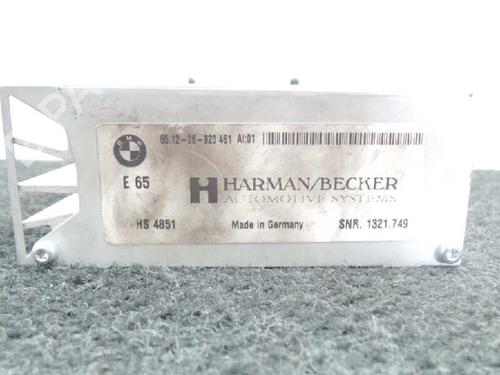 BMW
65.12-06-920 461 AI:01
E 65
H HARMAN/BECKER
AUTOMOTIVE SYSTEMS
HS 4851
Made in Germany
SNR. 1321.749